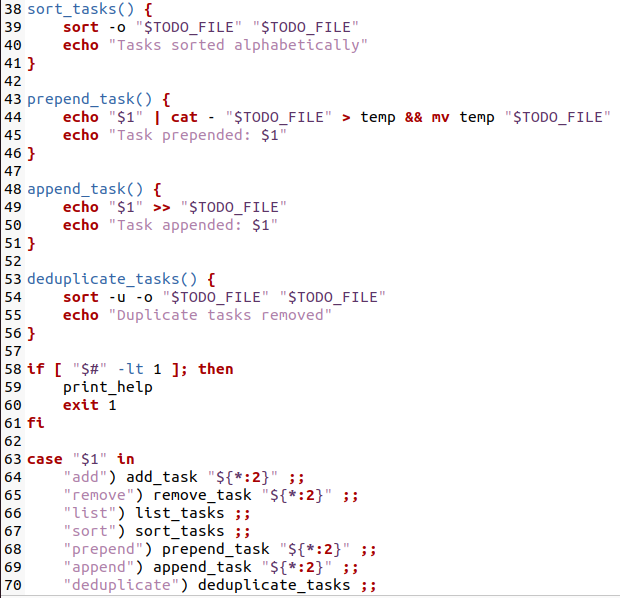 38 sort_tasks() {
39     sort -o "$TODO_FILE" "$TODO_FILE"
40     echo "Tasks sorted alphabetically"
41 }
42
43 prepend_task() {
44     echo "$1" | cat - "$TODO_FILE" > temp && mv temp "$TODO_FILE"
45     echo "Task prepended: $1"
46 }
47
48 append_task() {
49     echo "$1" >> "$TODO_FILE"
50     echo "Task appended: $1"
51 }
52
53 deduplicate_tasks() {
54     sort -u -o "$TODO_FILE" "$TODO_FILE"
55     echo "Duplicate tasks removed"
56 }
57
58 if [ "$#" -lt 1 ]; then
59     print_help
60     exit 1
61 fi
62
63 case "$1" in
64     "add") add_task "${*:2}" ;;
65     "remove") remove_task "${*:2}" ;;
66     "list") list_tasks ;;
67     "sort") sort_tasks ;;
68     "prepend") prepend_task "${*:2}" ;;
69     "append") append_task "${*:2}" ;;
70     "deduplicate") deduplicate_tasks ;;